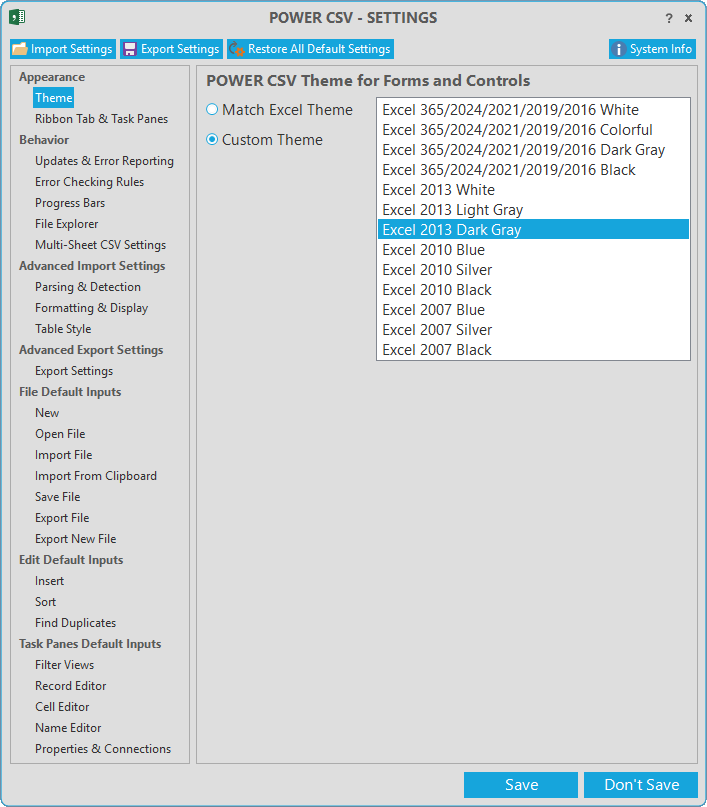 POWER CSV - SETTINGS
? x
Import Settings
Export Settings
Restore All Default Settings
System Info
Appearance
Theme
Ribbon Tab & Task Panes
Behavior
Updates & Error Reporting
Error Checking Rules
Progress Bars
File Explorer
Multi-Sheet CSV Settings
Advanced Import Settings
Parsing & Detection
Formatting & Display
Table Style
Advanced Export Settings
Export Settings
File Default Inputs
New
Open File
Import File
Import From Clipboard
Save File
Export File
Export New File
Edit Default Inputs
Insert
Sort
Find Duplicates
Task Panes Default Inputs
Filter Views
Record Editor
Cell Editor
Name Editor
Properties & Connections
POWER CSV Theme for Forms and Controls
Match Excel Theme
Custom Theme
Excel 365/2024/2021/2019/2016 White
Excel 365/2024/2021/2019/2016 Colorful
Excel 365/2024/2021/2019/2016 Dark Gray
Excel 365/2024/2021/2019/2016 Black
Excel 2013 White
Excel 2013 Light Gray
Excel 2013 Dark Gray
Excel 2010 Blue
Excel 2010 Silver
Excel 2010 Black
Excel 2007 Blue
Excel 2007 Silver
Excel 2007 Black
Save
Don't Save